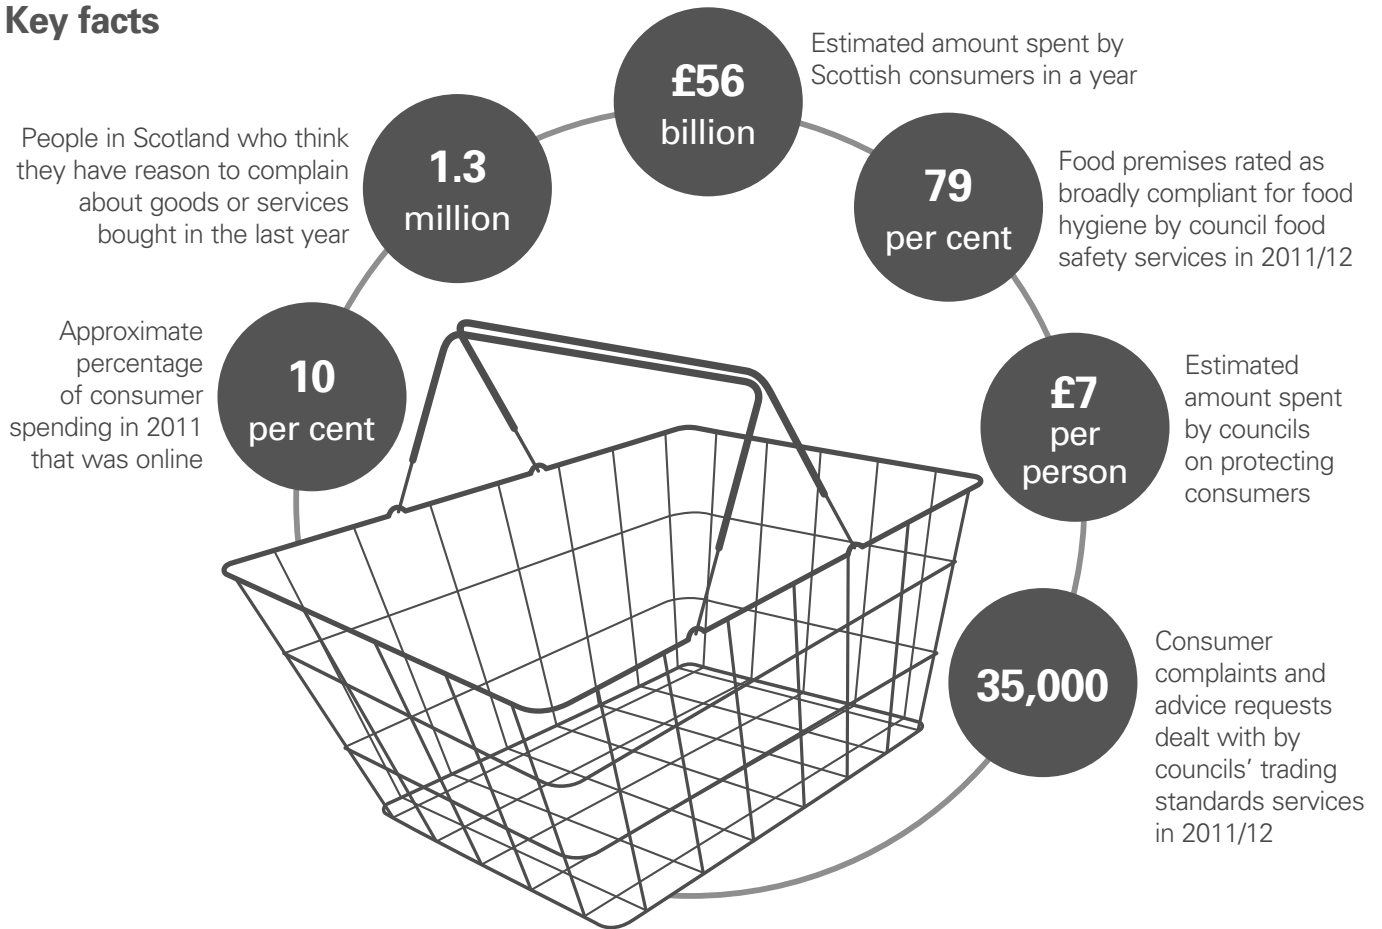 Key facts
£56
billion
Estimated amount spent by
Scottish consumers in a year
People in Scotland who think
they have reason to complain
about goods or services
bought in the last year
1.3
million
79
per cent
Food premises rated as
broadly compliant for food
hygiene by council food
safety services in 2011/12
Approximate
percentage
of consumer
spending in 2011
that was online
10
per cent
£7
per
person
Estimated
amount spent
by councils
on protecting
consumers
35,000
Consumer
complaints and
advice requests
dealt with by
councils’ trading
standards services
in 2011/12